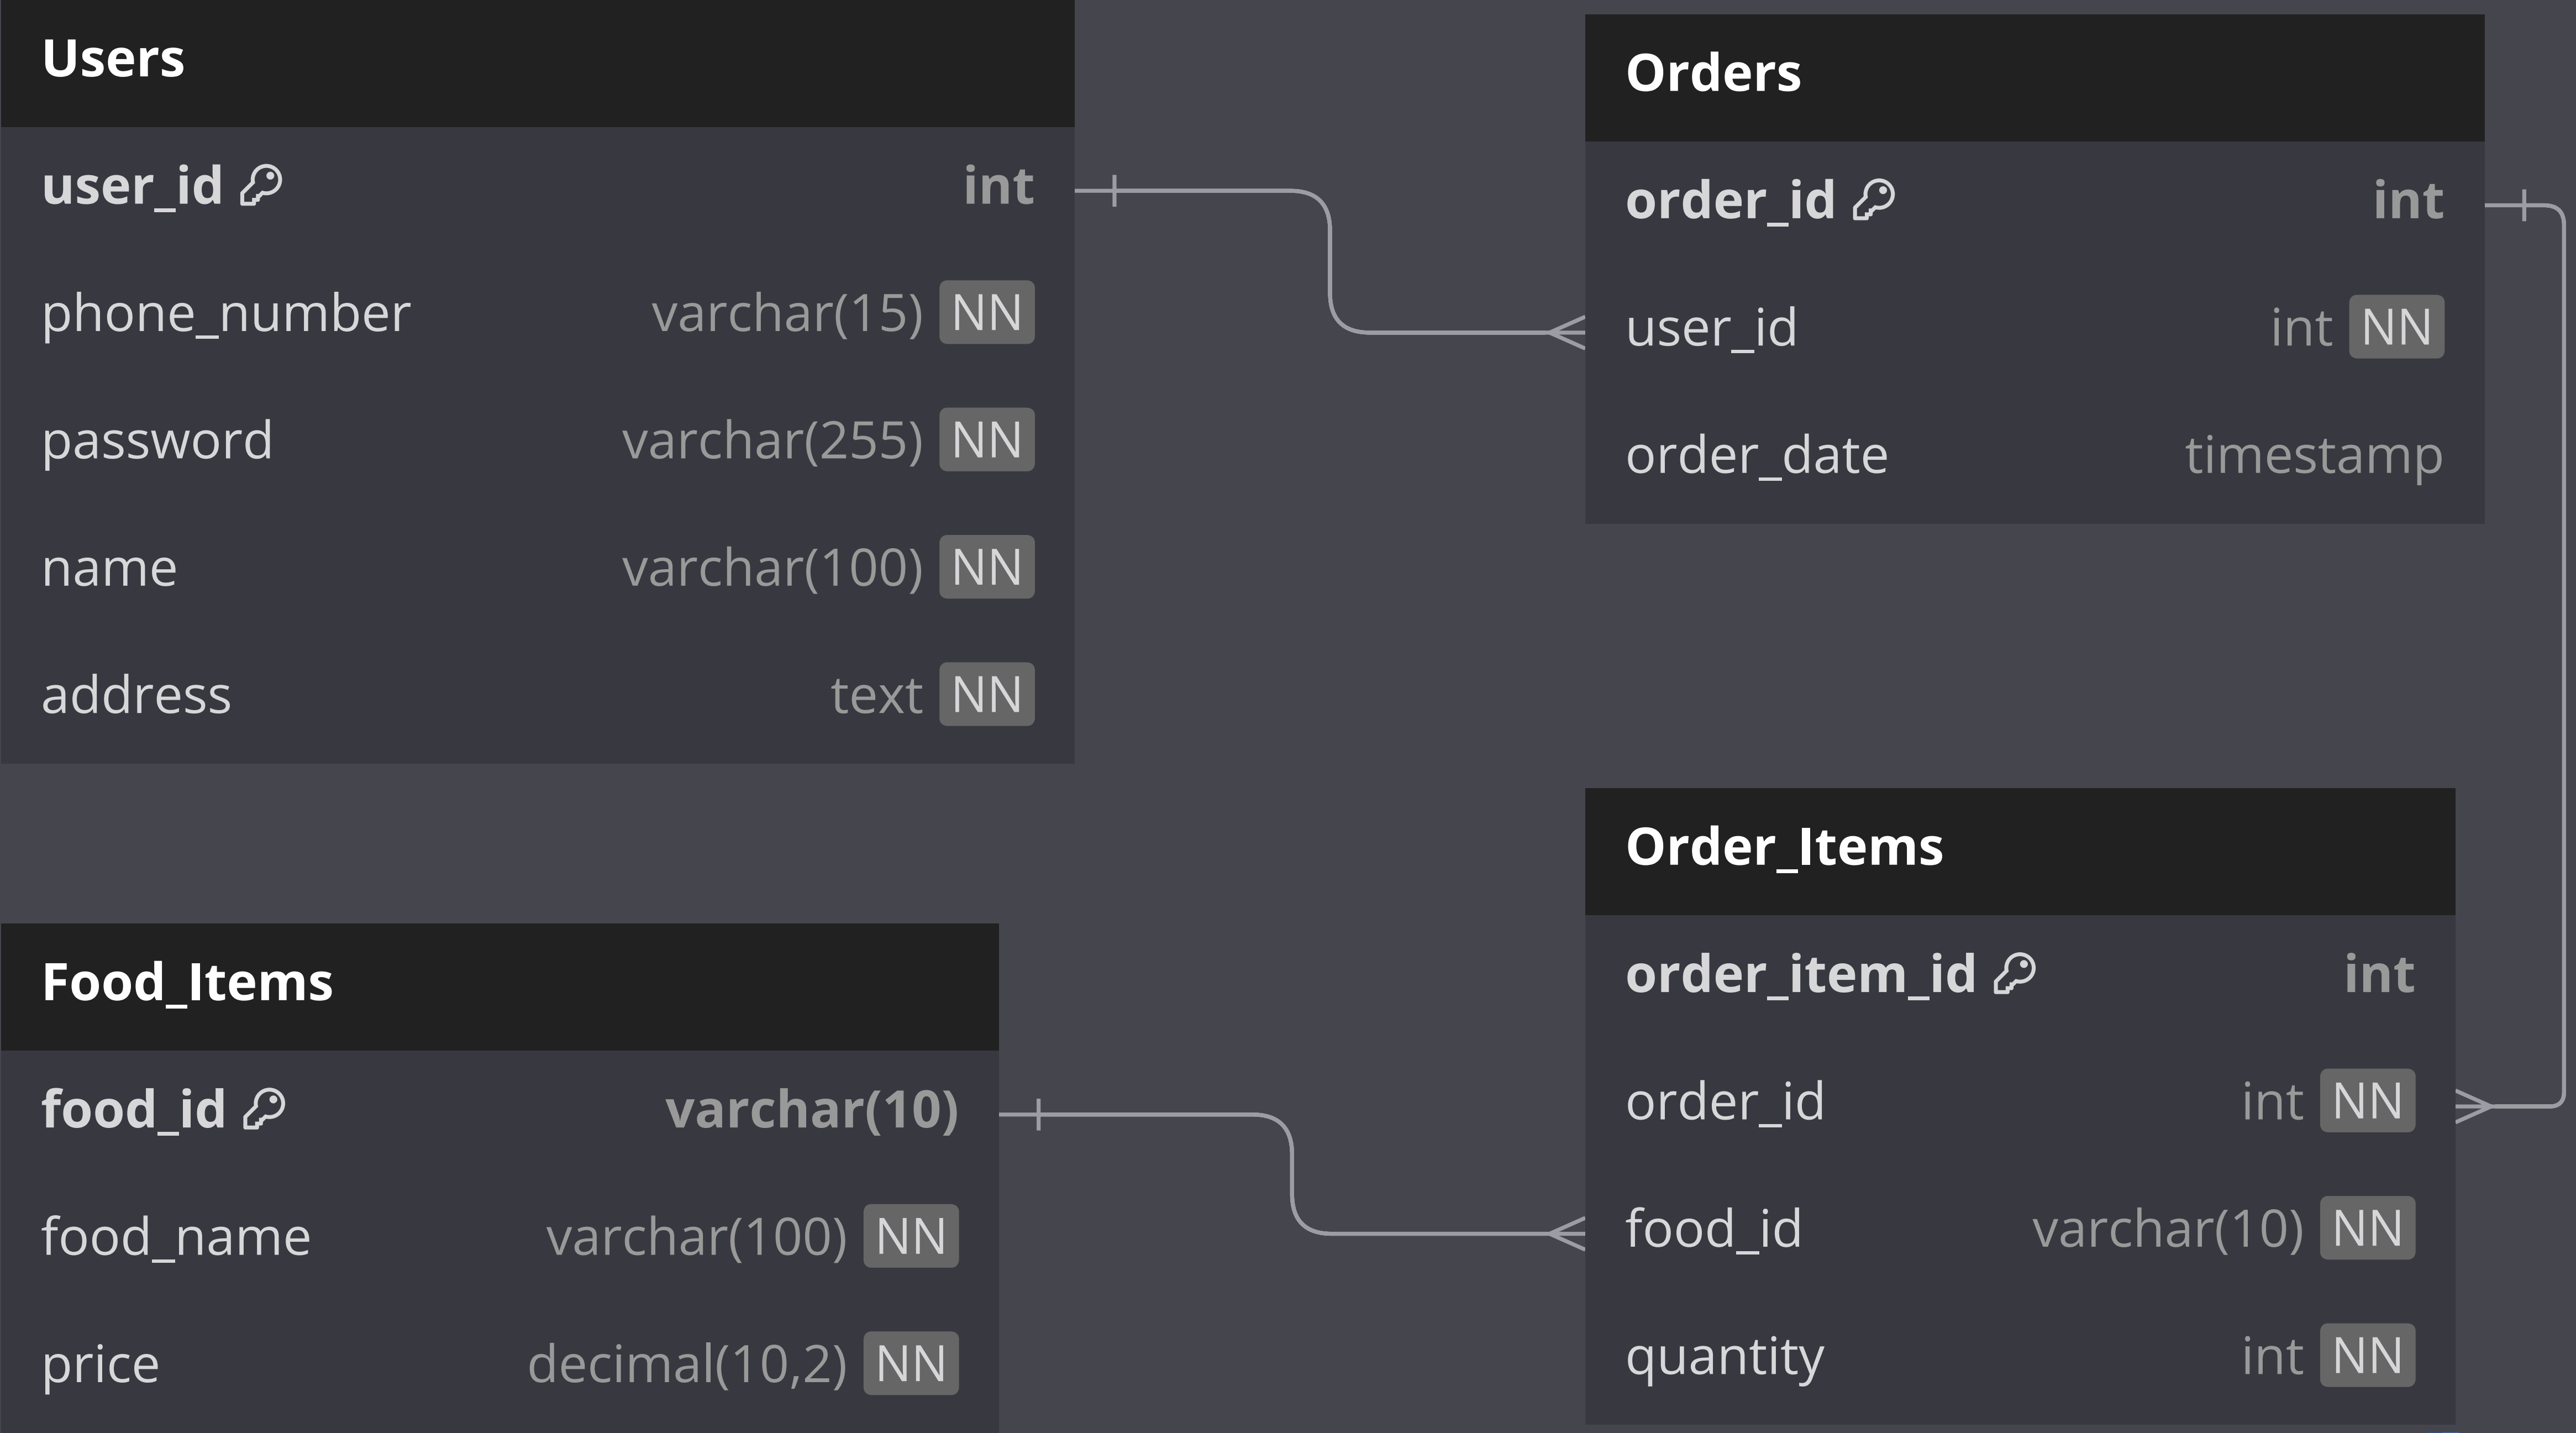 Users
user_id int
phone_number varchar(15) NN
password varchar(255) NN
name varchar(100) NN
address text NN
Orders
order_id int
user_id int NN
order_date timestamp
Food_Items
food_id varchar(10)
food_name varchar(100) NN
price decimal(10,2) NN
Order_Items
order_item_id int
order_id int NN
food_id varchar(10) NN
quantity int NN